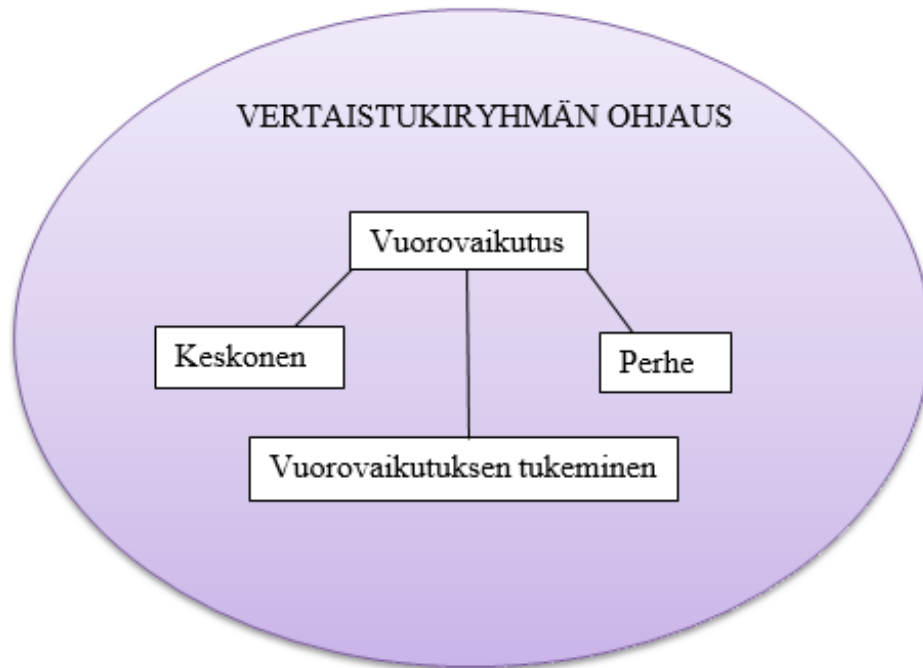 VERTAISTUKIRYHMÄN OHJAUS
Vuorovaikutus
Keskonen
Perhe
Vuorovaikutuksen tukeminen